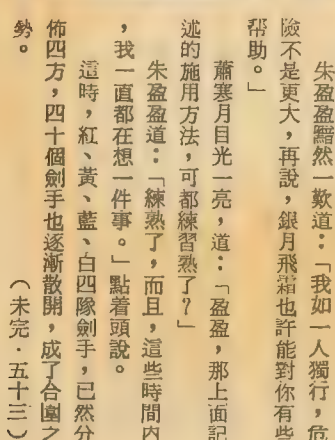 朱盈盈黯然一歎道：「我如一人獨行，危
險不是更大，再說，銀月飛霜也許能對你有些
帮助。」
蕭寒月目光一亮，道：「盈盈，那上面記
述的施用方法，可都練習熟了？」
朱盈盈道：「練熟了，而且，這些時間内
，我一直都在想一件事。」點着頭說。
這時，紅、黃、藍、白四隊劍手，已然分
佈四方，四十個劍手也逐漸散開，成了合圍之
勢。
（未完．五十三）